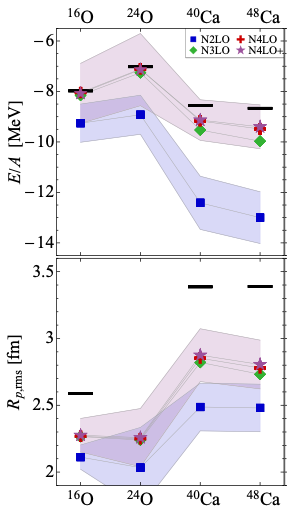 ¹⁶O ²⁴O ⁴⁰Ca ⁴⁸Ca
N2LO N4LO
N3LO N4LO+
−6
−8
−10
−12
−14
E/A [MeV]
3.5
3
2.5
2
R_p,rms [fm]
¹⁶O ²⁴O ⁴⁰Ca ⁴⁸Ca